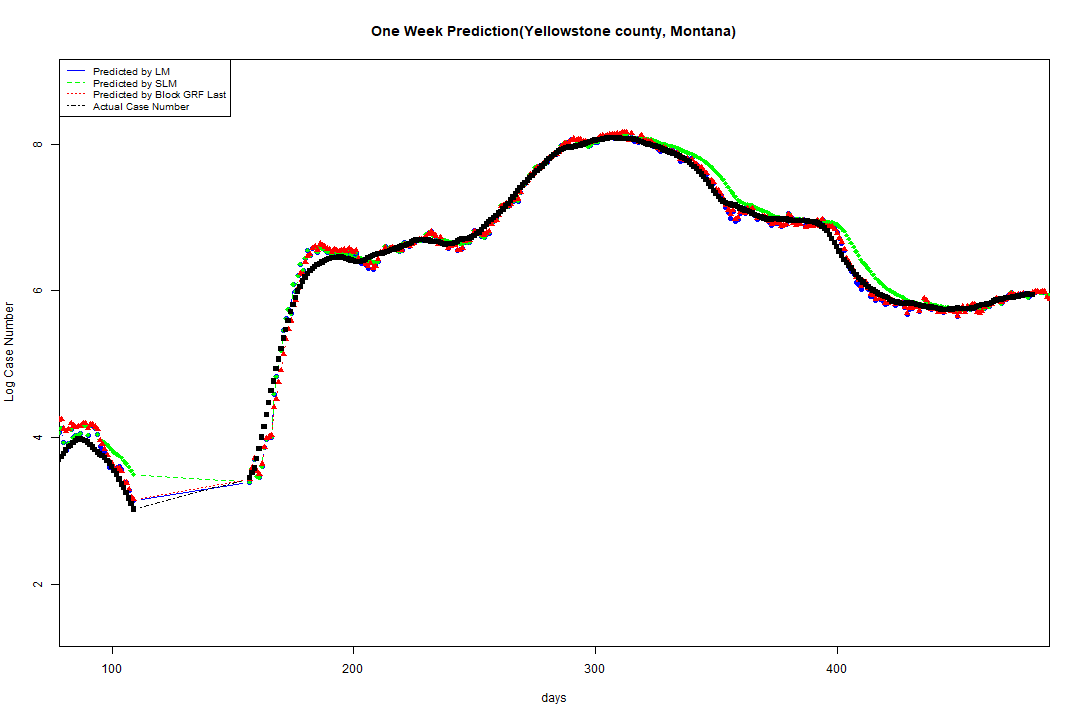 One Week Prediction(Yellowstone county, Montana)
Predicted by LM
Predicted by SLM
Predicted by Block GRF Last
Actual Case Number
8
6
4
2
Log Case Number
100 200 300 400
days